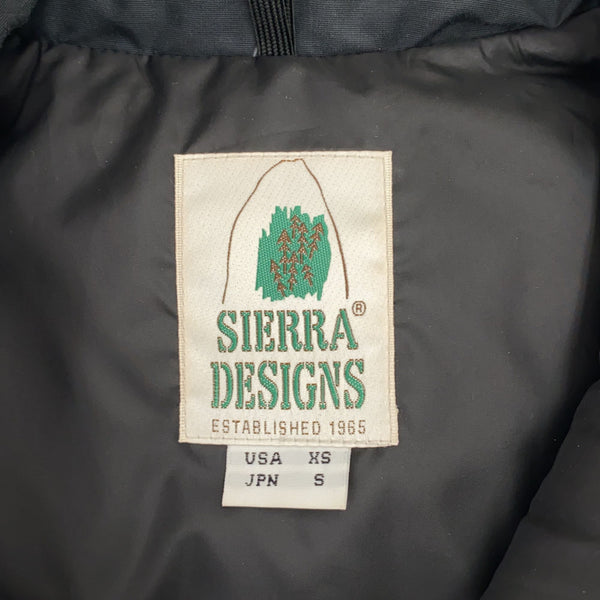 SIERRA®
DESIGNS
ESTABLISHED 1965
USA XS
JPN S